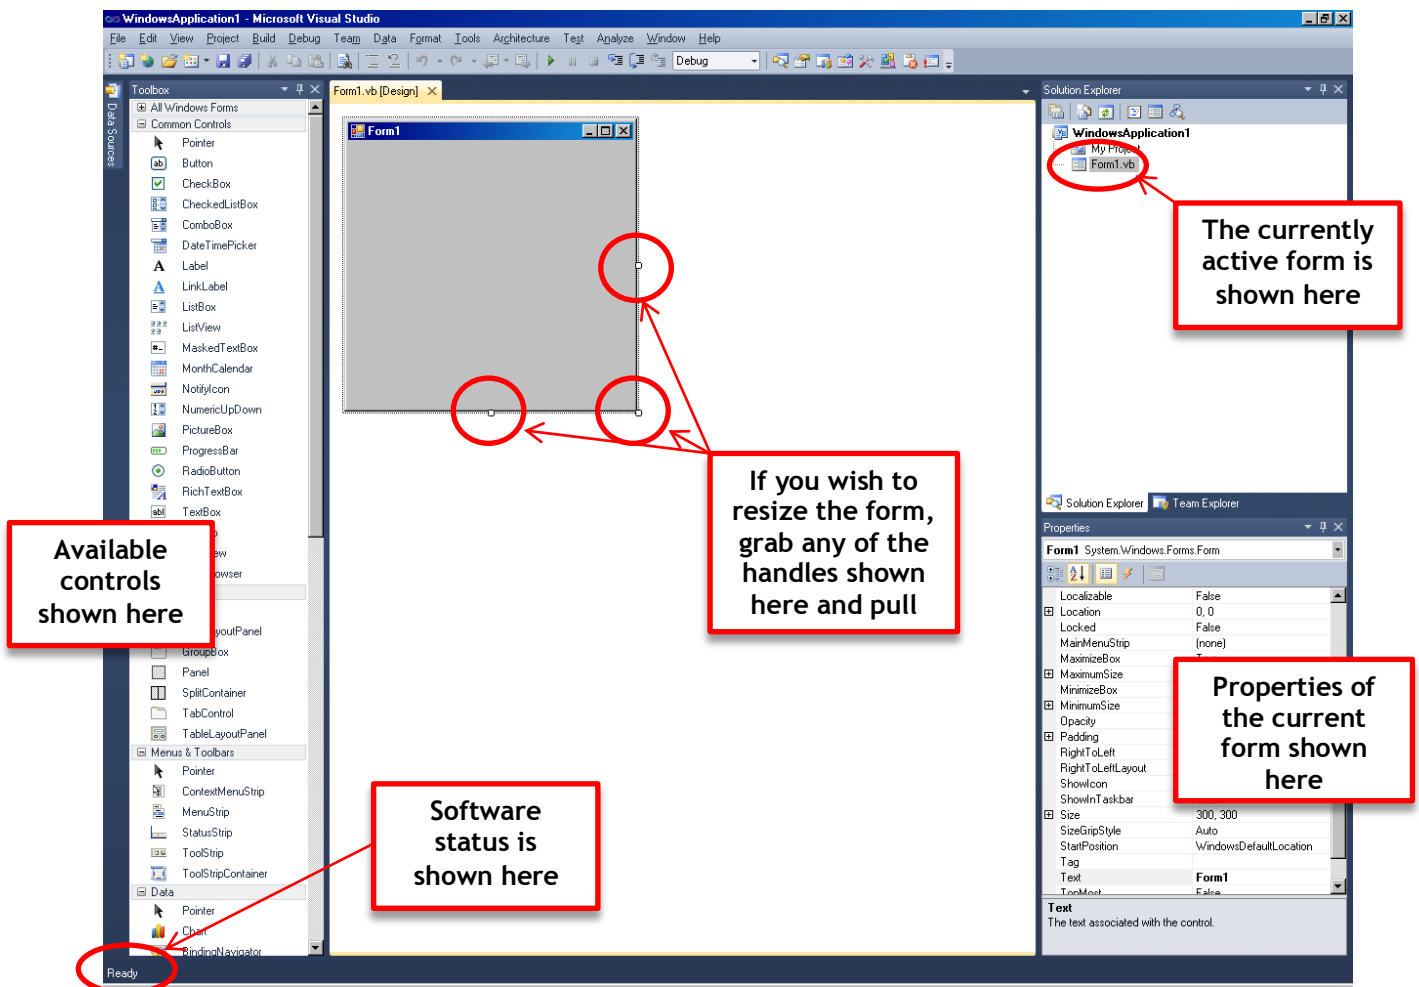 WindowsApplication1 - Microsoft Visual Studio
File Edit View Project Build Debug Team Data Format Tools Architecture Test Analyze Window Help
Debug
Data Sources
Toolbox
All Windows Forms
Common Controls
Pointer
Button
CheckBox
CheckedListBox
ComboBox
DateTimePicker
Label
LinkLabel
ListBox
ListView
MaskedTextBox
MonthCalendar
NotifyIcon
NumericUpDown
PictureBox
ProgressBar
RadioButton
RichTextBox
TextBox
GroupBox
Panel
SplitContainer
TabControl
TableLayoutPanel
Menus & Toolbars
Pointer
ContextMenuStrip
MenuStrip
StatusStrip
ToolStrip
ToolStripContainer
Data
Pointer
Chart
BindingNavigator
Ready
Available
controls
shown here
Form1.vb [Design]
Form1
If you wish to
resize the form,
grab any of the
handles shown
here and pull
Software
status is
shown here
Solution Explorer
WindowsApplication1
My Project
Form1.vb
The currently
active form is
shown here
Solution Explorer Team Explorer
Properties
Form1 System.Windows.Forms.Form
Localizable False
Location 0, 0
Locked False
MainMenuStrip (none)
MaximizeBox
MaximumSize
MinimizeBox
MinimumSize
Opacity
Padding
RightToLeft
RightToLeftLayout
ShowIcon
ShowInTaskbar
Size 300, 300
SizeGripStyle Auto
StartPosition WindowsDefaultLocation
Tag
Text Form1
TopMost False
Text
The text associated with the control.
Properties of
the current
form shown
here